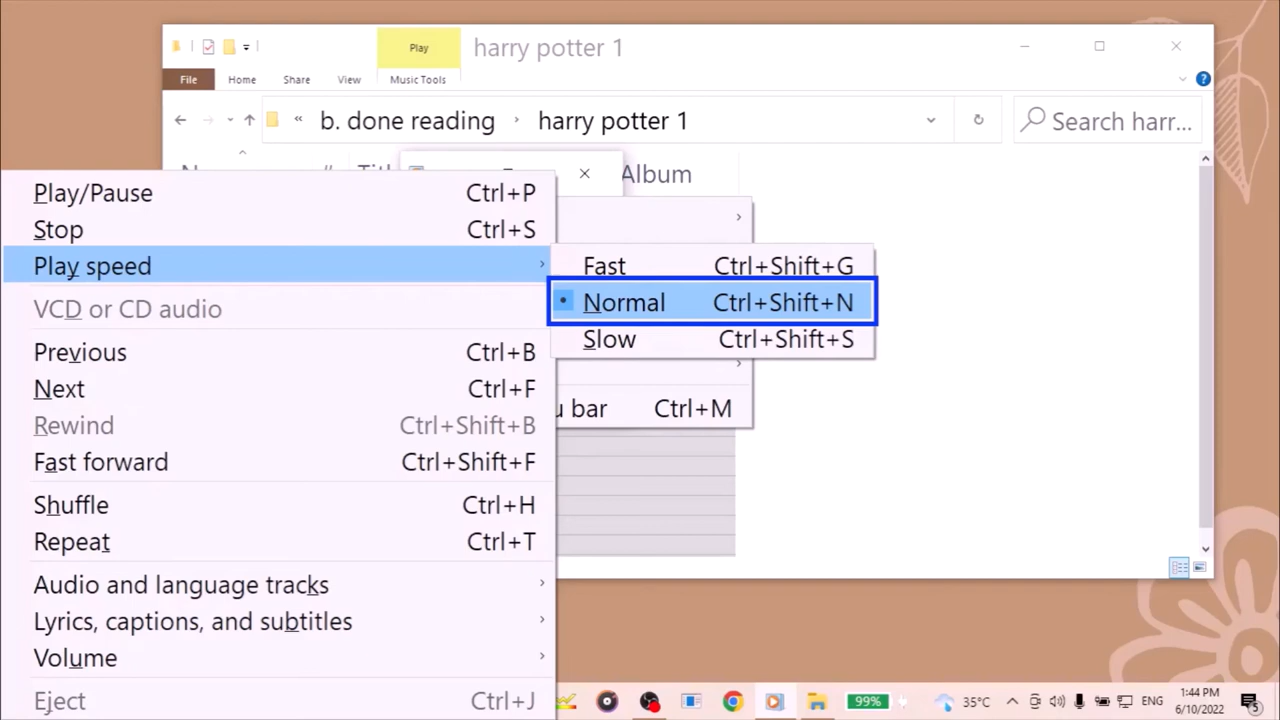 Play harry potter 1
File Home Share View Music Tools
« b. done reading harry potter 1 Search harr...
Album
Play/Pause Ctrl+P
Stop Ctrl+S
Play speed
Fast Ctrl+Shift+G
VCD or CD audio
Normal Ctrl+Shift+N
Slow Ctrl+Shift+S
Previous Ctrl+B
Next Ctrl+F
u bar Ctrl+M
Rewind Ctrl+Shift+B
Fast forward Ctrl+Shift+F
Shuffle Ctrl+H
Repeat Ctrl+T
Audio and language tracks
Lyrics, captions, and subtitles
Volume
Eject Ctrl+J
99% 35°C ENG 1:44 PM
6/10/2022 5